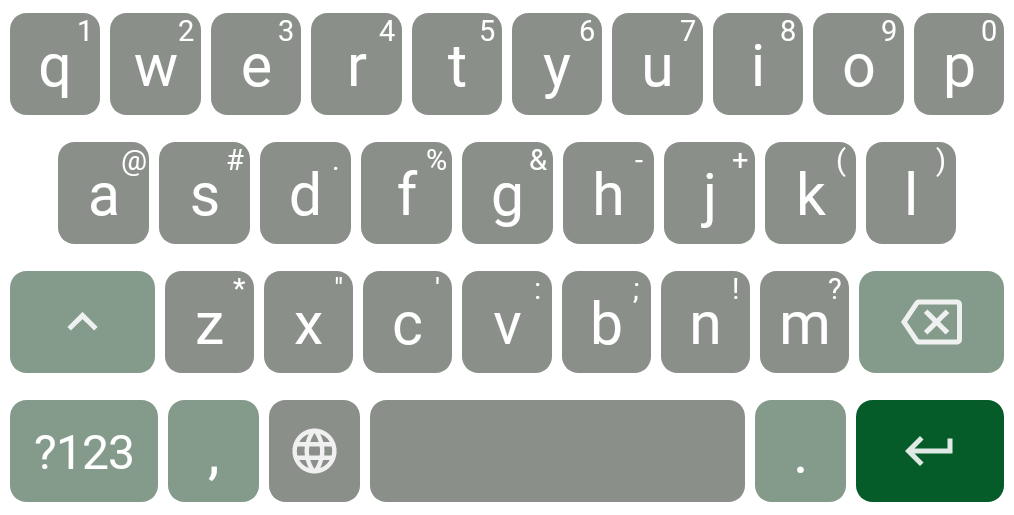 q1 w2 e3 r4 t5 y6 u7 i8 o9 p0
a@ s# d. f% g& h- j+ k( l)
z* x" c' v: b; n! m?
?123 , .